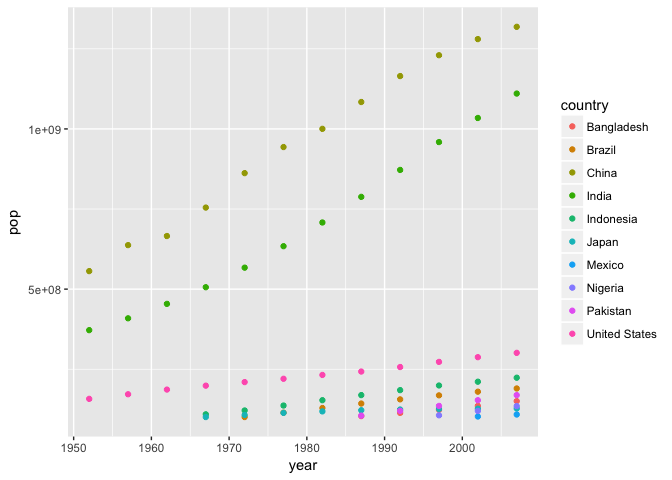 1e+09
5e+08
pop
1950
1960
1970
1980
1990
2000
year
country
Bangladesh
Brazil
China
India
Indonesia
Japan
Mexico
Nigeria
Pakistan
United States